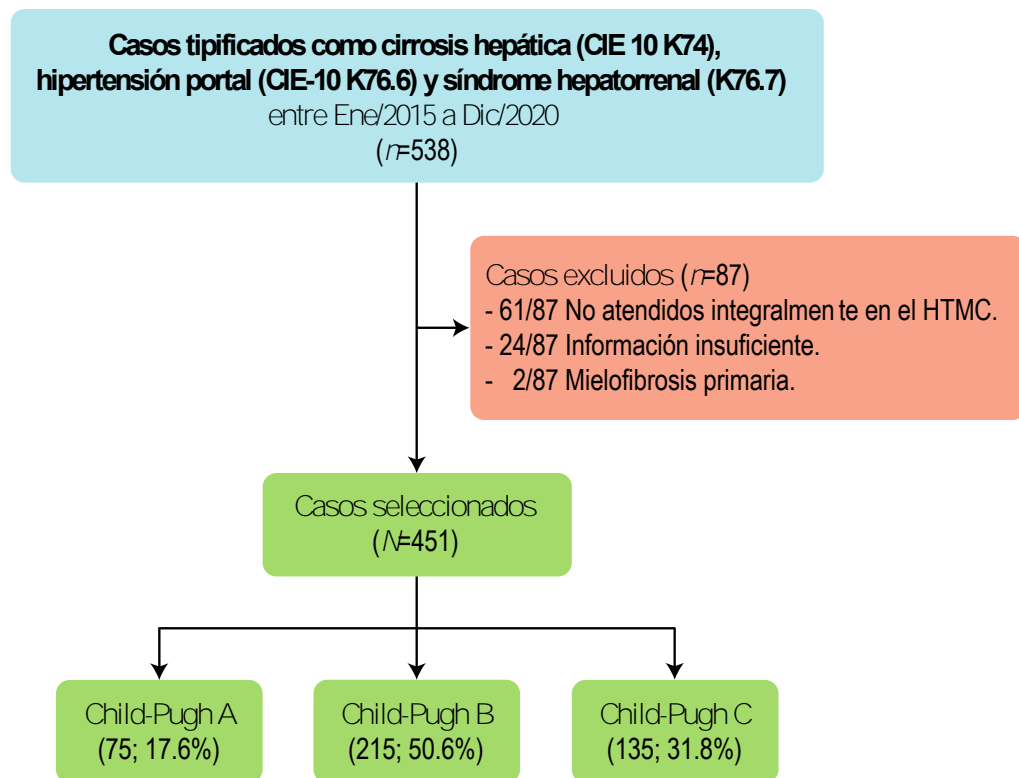 Casos tipificados como cirrosis hepática (CIE 10 K74),
hipertensión portal (CIE-10 K76.6) y síndrome hepatorrenal (K76.7)
entre Ene/2015 a Dic/2020
(n=538)
Casos excluidos (n=87)
- 61/87 No atendidos integralmente en el HTMC.
- 24/87 Información insuficiente.
- 2/87 Mielofibrosis primaria.
Casos seleccionados
(N=451)
Child-Pugh A
(75; 17.6%)
Child-Pugh B
(215; 50.6%)
Child-Pugh C
(135; 31.8%)